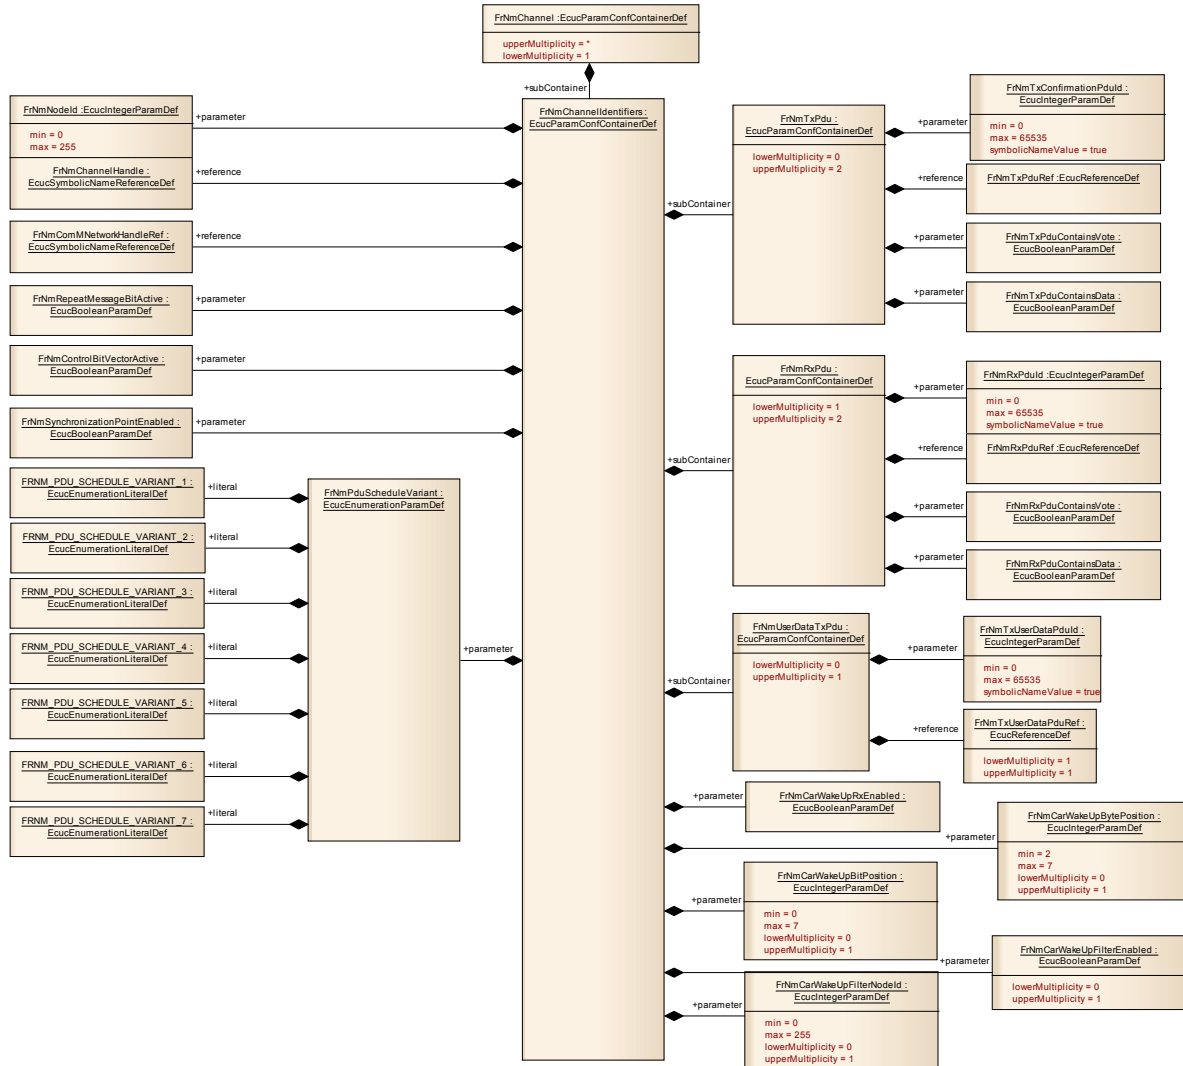 FrNmChannel :EcucParamConfContainerDef
upperMultiplicity = *
lowerMultiplicity = 1
+subContainer
FrNmChannelIdentifiers :
EcucParamConfContainerDef
FrNmNodeId :EcucIntegerParamDef
min = 0
max = 255
+parameter
FrNmChannelHandle :
EcucSymbolicNameReferenceDef
+reference
FrNmComMNetworkHandleRef :
EcucSymbolicNameReferenceDef
+reference
FrNmRepeatMessageBitActive :
EcucBooleanParamDef
+parameter
FrNmControlBitVectorActive :
EcucBooleanParamDef
+parameter
FrNmSynchronizationPointEnabled :
EcucBooleanParamDef
+parameter
FRNM_PDU_SCHEDULE_VARIANT_1 :
EcucEnumerationLiteralDef
+literal
FRNM_PDU_SCHEDULE_VARIANT_2 :
EcucEnumerationLiteralDef
+literal
FRNM_PDU_SCHEDULE_VARIANT_3 :
EcucEnumerationLiteralDef
+literal
FRNM_PDU_SCHEDULE_VARIANT_4 :
EcucEnumerationLiteralDef
+literal
FRNM_PDU_SCHEDULE_VARIANT_5 :
EcucEnumerationLiteralDef
+literal
FRNM_PDU_SCHEDULE_VARIANT_6 :
EcucEnumerationLiteralDef
+literal
FRNM_PDU_SCHEDULE_VARIANT_7 :
EcucEnumerationLiteralDef
+literal
FrNmPduScheduleVariant :
EcucEnumerationParamDef
+parameter
+subContainer
FrNmTxPdu :
EcucParamConfContainerDef
lowerMultiplicity = 0
upperMultiplicity = 2
+parameter
FrNmTxConfirmationPduId :
EcucIntegerParamDef
min = 0
max = 65535
symbolicNameValue = true
+reference
FrNmTxPduRef :EcucReferenceDef
+parameter
FrNmTxPduContainsVote :
EcucBooleanParamDef
+parameter
FrNmTxPduContainsData :
EcucBooleanParamDef
+subContainer
FrNmRxPdu :
EcucParamConfContainerDef
lowerMultiplicity = 1
upperMultiplicity = 2
+parameter
FrNmRxPduId :EcucIntegerParamDef
min = 0
max = 65535
symbolicNameValue = true
+reference
FrNmRxPduRef :EcucReferenceDef
+parameter
FrNmRxPduContainsVote :
EcucBooleanParamDef
+parameter
FrNmRxPduContainsData :
EcucBooleanParamDef
+subContainer
FrNmUserDataTxPdu :
EcucParamConfContainerDef
lowerMultiplicity = 0
upperMultiplicity = 1
+parameter
FrNmTxUserDataPduId :
EcucIntegerParamDef
min = 0
max = 65535
symbolicNameValue = true
+reference
FrNmTxUserDataPduRef :
EcucReferenceDef
lowerMultiplicity = 1
upperMultiplicity = 1
+parameter
FrNmCarWakeUpRxEnabled :
EcucBooleanParamDef
+parameter
FrNmCarWakeUpBytePosition :
EcucIntegerParamDef
min = 2
max = 7
lowerMultiplicity = 0
upperMultiplicity = 1
+parameter
FrNmCarWakeUpBitPosition :
EcucIntegerParamDef
min = 0
max = 7
lowerMultiplicity = 0
upperMultiplicity = 1
+parameter
FrNmCarWakeUpFilterEnabled :
EcucBooleanParamDef
lowerMultiplicity = 0
upperMultiplicity = 1
+parameter
FrNmCarWakeUpFilterNodeId :
EcucIntegerParamDef
min = 0
max = 255
lowerMultiplicity = 0
upperMultiplicity = 1